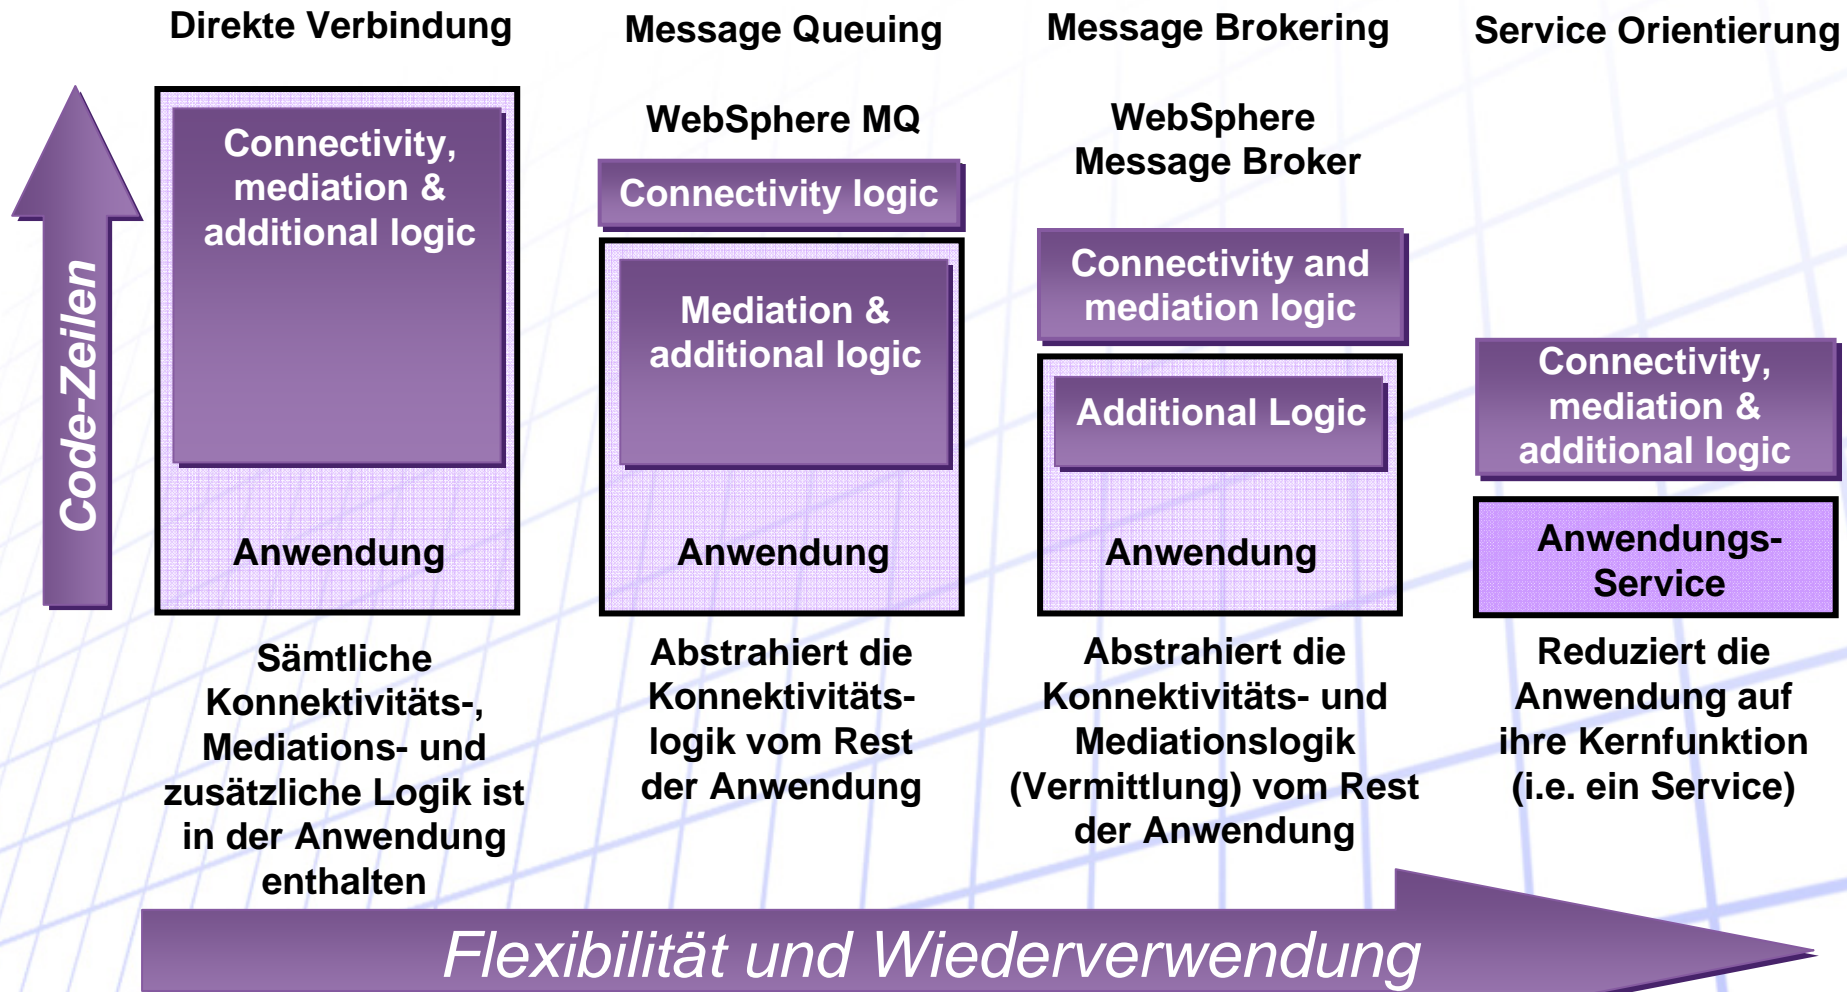 Direkte Verbindung
Connectivity,
mediation &
additional logic
Anwendung
Sämtliche
Konnektivitäts-,
Mediations- und
zusätzliche Logik ist
in der Anwendung
enthalten
Message Queuing
WebSphere MQ
Connectivity logic
Mediation &
additional logic
Anwendung
Abstrahiert die
Konnektivitäts-
logik vom Rest
der Anwendung
Message Brokering
WebSphere
Message Broker
Connectivity and
mediation logic
Additional Logic
Anwendung
Abstrahiert die
Konnektivitäts- und
Mediationslogik
(Vermittlung) vom Rest
der Anwendung
Service Orientierung
Connectivity,
mediation &
additional logic
Anwendungs-
Service
Reduziert die
Anwendung auf
ihre Kernfunktion
(i.e. ein Service)
Code-Zeilen
Flexibilität und Wiederverwendung